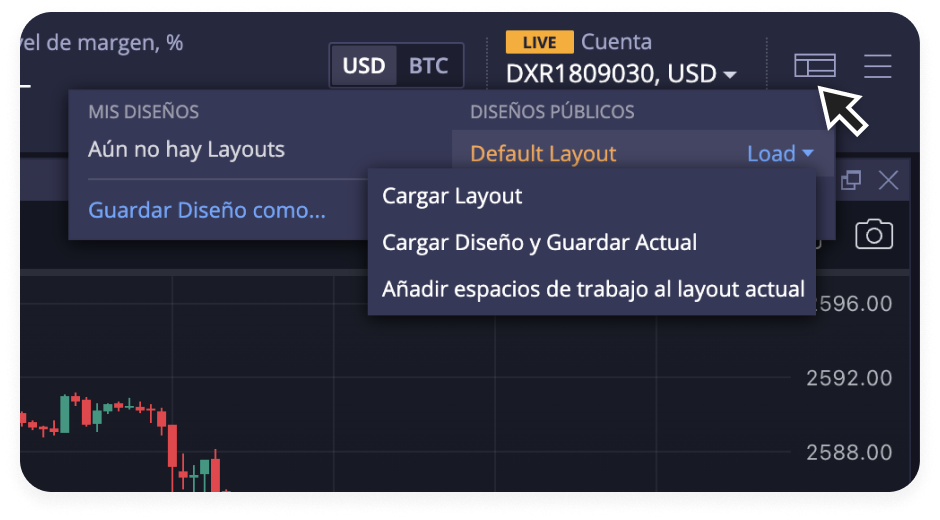 vel de margen, %
USD
BTC
LIVE
Cuenta
DXR1809030, USD
MIS DISEÑOS
Aún no hay Layouts
Guardar Diseño como...
DISEÑOS PÚBLICOS
Default Layout
Load
Cargar Layout
Cargar Diseño y Guardar Actual
Añadir espacios de trabajo al layout actual
2596.00
2592.00
2588.00